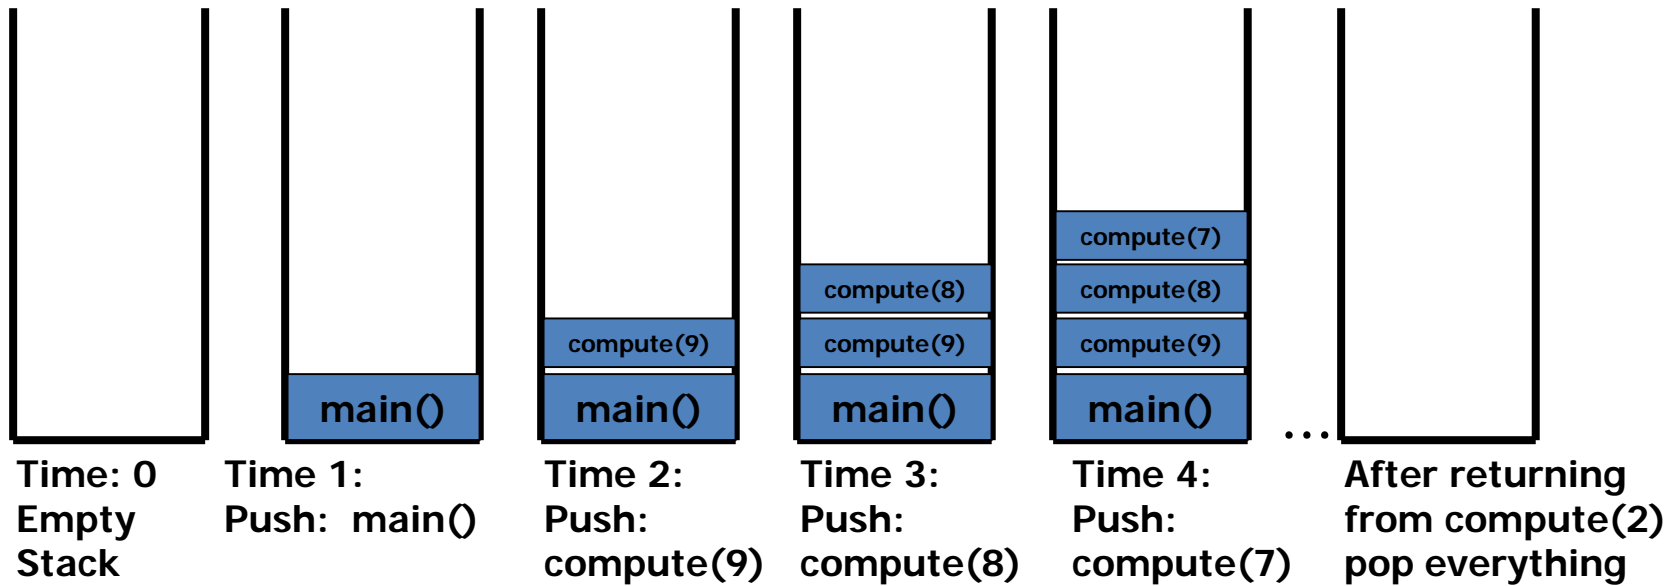 main()
compute(9)
main()
compute(8)
compute(9)
main()
compute(7)
compute(8)
compute(9)
main()
...
Time: 0
Empty
Stack
Time 1:
Push: main()
Time 2:
Push:
compute(9)
Time 3:
Push:
compute(8)
Time 4:
Push:
compute(7)
After returning
from compute(2)
pop everything